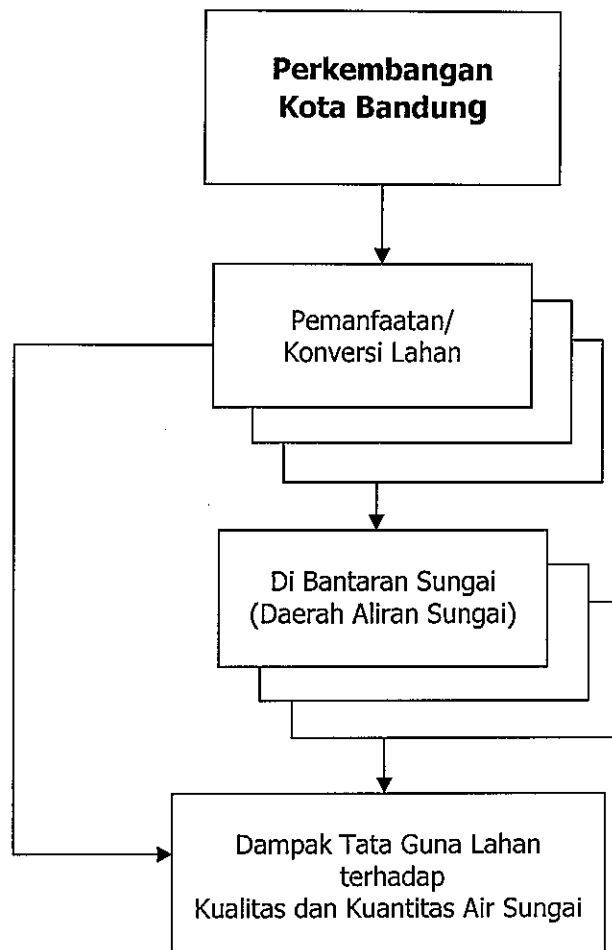 Perkembangan
Kota Bandung
Pemanfaatan/
Konversi Lahan
Di Bantaran Sungai
(Daerah Aliran Sungai)
Dampak Tata Guna Lahan
terhadap
Kualitas dan Kuantitas Air Sungai